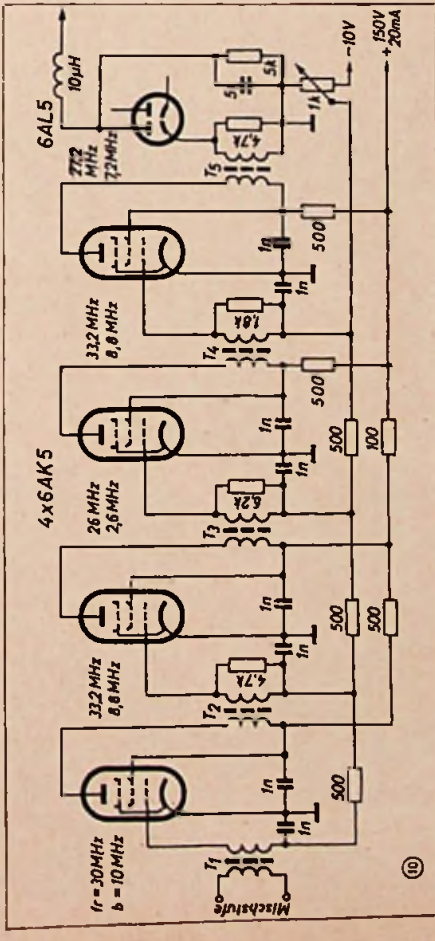 fr = 30 MHz
b = 10 MHz
33,2 MHz
8,8 MHz
4x6AK5
26 MHz
2,6 MHz
33,2 MHz
8,8 MHz
6AL5
27,2
MHz
7,2 MHz
10µH
Mischstufe
T1
T2
T3
T4
T5
4,7k
6,2k
1,8k
4,7k
5
5k
1k
1n
1n
1n
1n
1n
1n
1n
1n
500
500
500
500
100
500
500
−10V
+150V
20mA
10